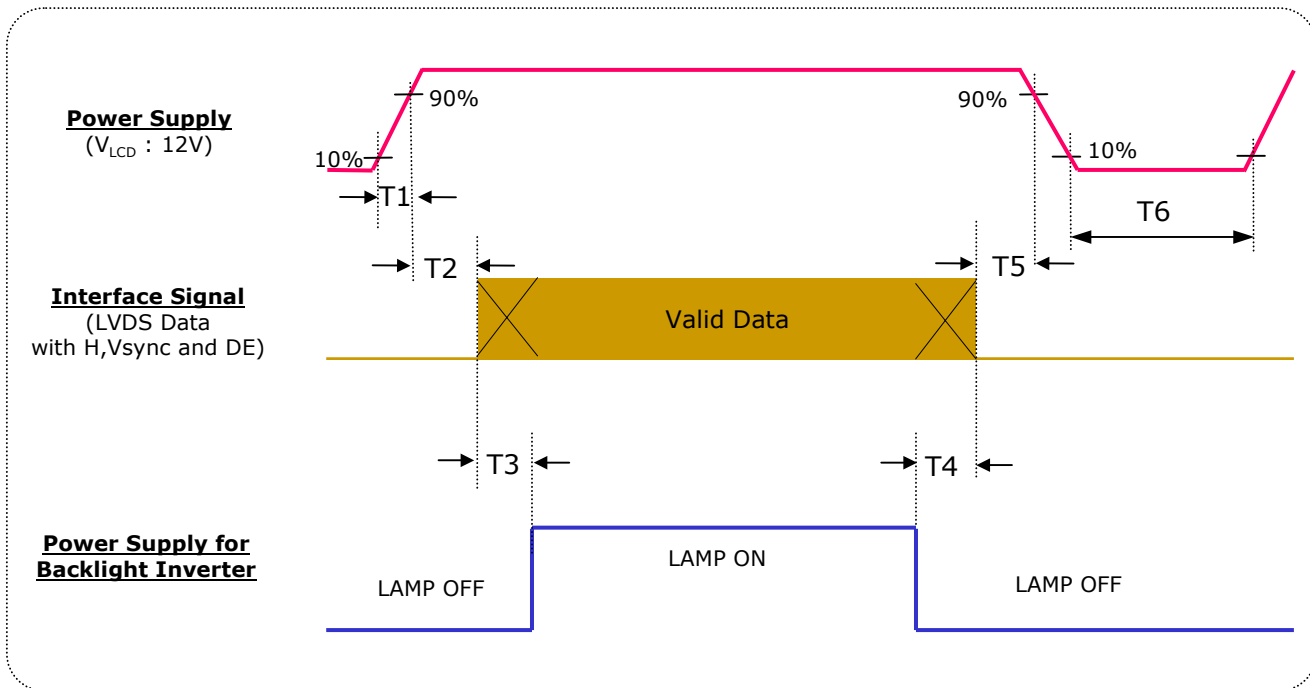 90%
90%
Power Supply
(VLCD : 12V)
10%
10%
T1
T6
T2
T5
Interface Signal
(LVDS Data
with H,Vsync and DE)
Valid Data
T3
T4
Power Supply for
Backlight Inverter
LAMP OFF
LAMP ON
LAMP OFF